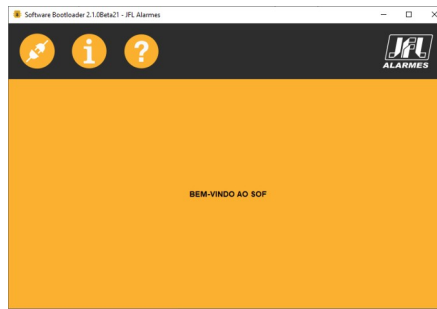 Software Bootloader 2.1.0Beta21 - JFL Alarmes
JFL
ALARMES
BEM-VINDO AO SOF